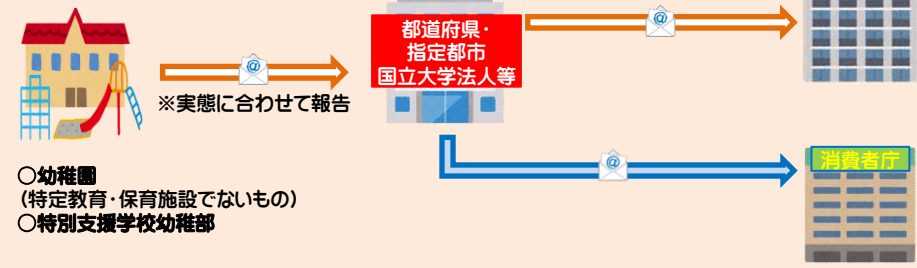 都道府県・
指定都市
国立大学法人等
※実態に合わせて報告
消費者庁
○幼稚園
（特定教育・保育施設でないもの）
○特別支援学校幼稚部